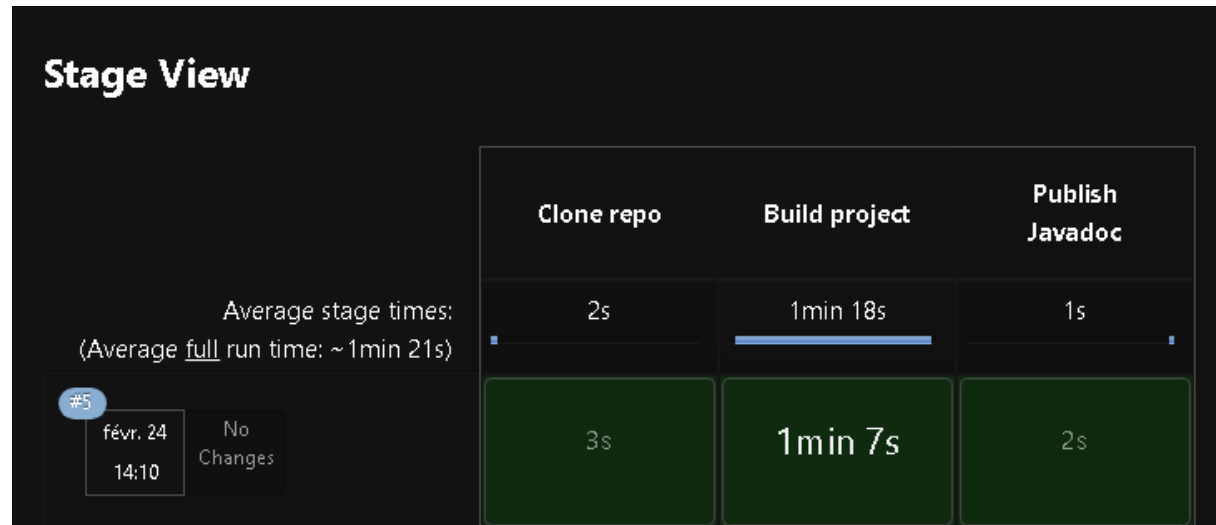 Stage View
Clone repo
Build project
Publish
Javadoc
Average stage times:
(Average full run time: ~1min 21s)
2s
1min 18s
1s
#5
févr. 24
14:10
No
Changes
3s
1min 7s
2s